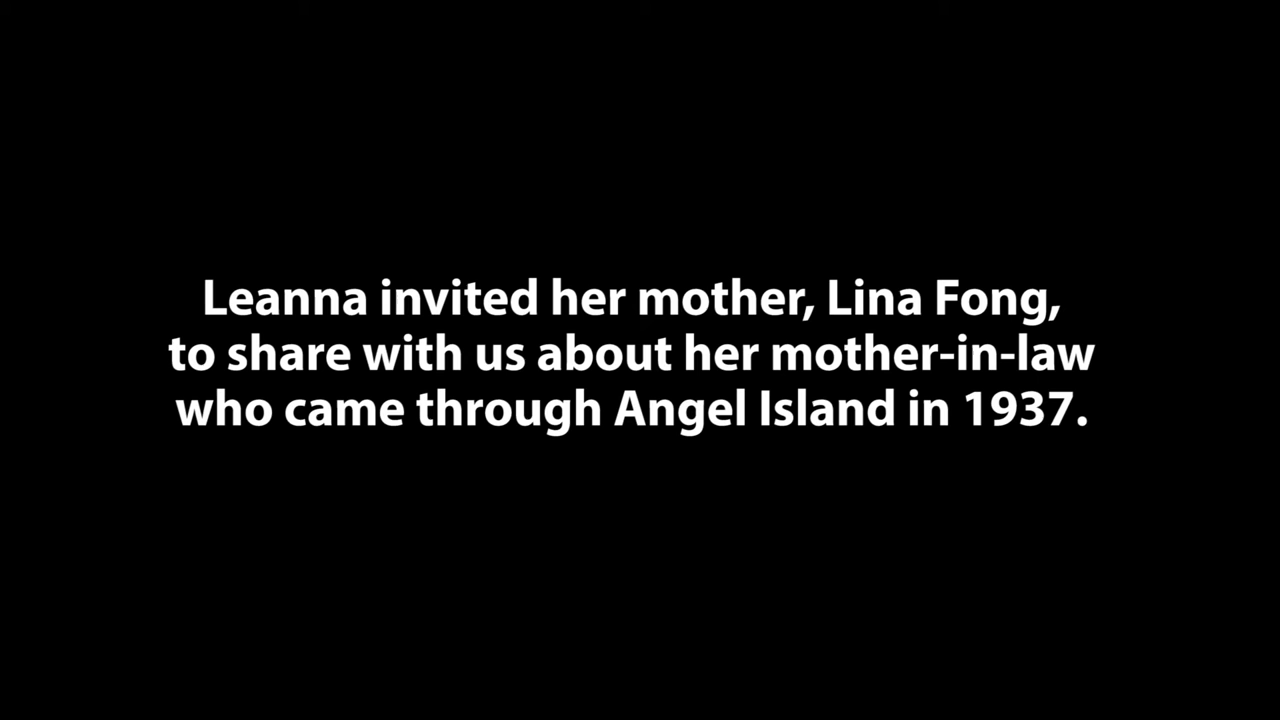 Leanna invited her mother, Lina Fong,
to share with us about her mother-in-law
who came through Angel Island in 1937.